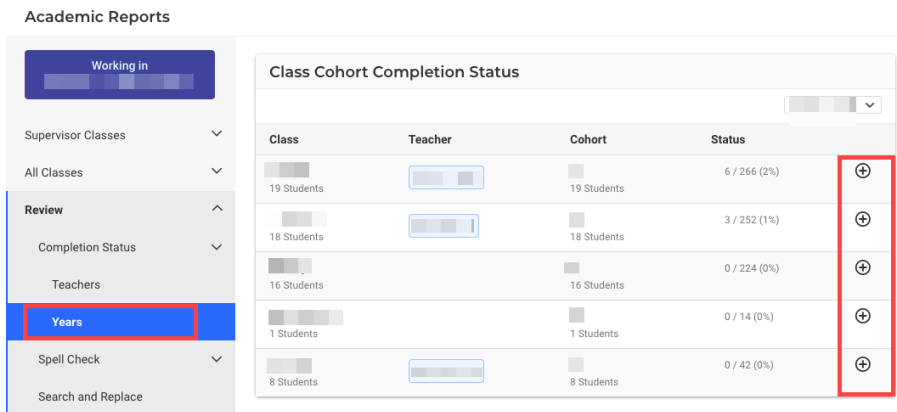 Academic Reports
Working in
Supervisor Classes
All Classes
Review
Completion Status
Teachers
Years
Spell Check
Search and Replace
Class Cohort Completion Status
Class Teacher Cohort Status
6 / 266 (2%)
19 Students 19 Students
3 / 252 (1%)
18 Students 18 Students
0 / 224 (0%)
16 Students 16 Students
0 / 14 (0%)
1 Students 1 Students
0 / 42 (0%)
8 Students 8 Students